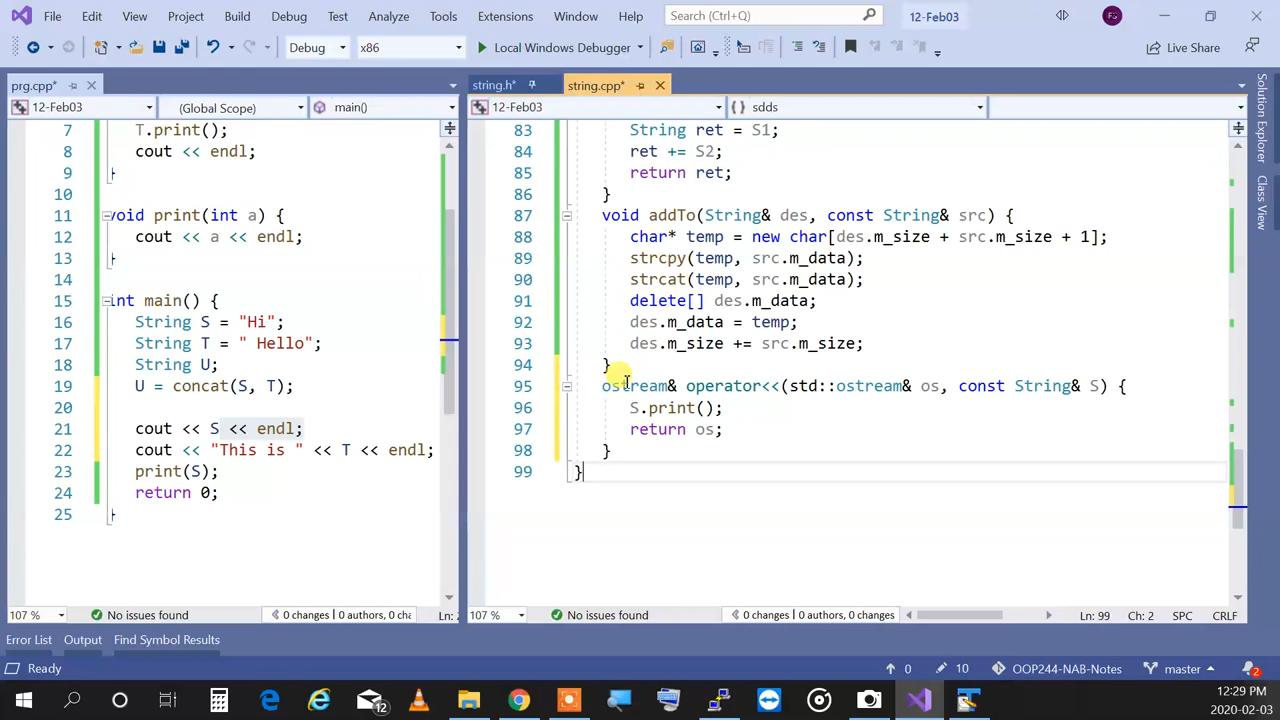 File Edit View Project Build Debug Test Analyze Tools Extensions Window Help Search (Ctrl+Q) 12-Feb03 FS
Debug x86 Local Windows Debugger Live Share
prg.cpp* string.h* string.cpp*
12-Feb03 (Global Scope) main() 12-Feb03 sdds
7 T.print();
8 cout << endl;
9 }
10
11 void print(int a) {
12 cout << a << endl;
13 }
14
15 int main() {
16 String S = "Hi";
17 String T = " Hello";
18 String U;
19 U = concat(S, T);
20
21 cout << S << endl;
22 cout << "This is " << T << endl;
23 print(S);
24 return 0;
25 }
83 String ret = S1;
84 ret += S2;
85 return ret;
86 }
87 void addTo(String& des, const String& src) {
88 char* temp = new char[des.m_size + src.m_size + 1];
89 strcpy(temp, src.m_data);
90 strcat(temp, src.m_data);
91 delete[] des.m_data;
92 des.m_data = temp;
93 des.m_size += src.m_size;
94 }
95 ostream& operator<<(std::ostream& os, const String& S) {
96 S.print();
97 return os;
98 }
99 }
Solution Explorer
Class View
107 % No issues found 0 changes | 0 authors, 0 cha Ln: 2
107 % No issues found 0 changes | 0 authors, 0 changes Ln: 99 Ch: 2 SPC CRLF
Error List Output Find Symbol Results
Ready 0 10 OOP244-NAB-Notes master 2
12
12:29 PM
2020-02-03